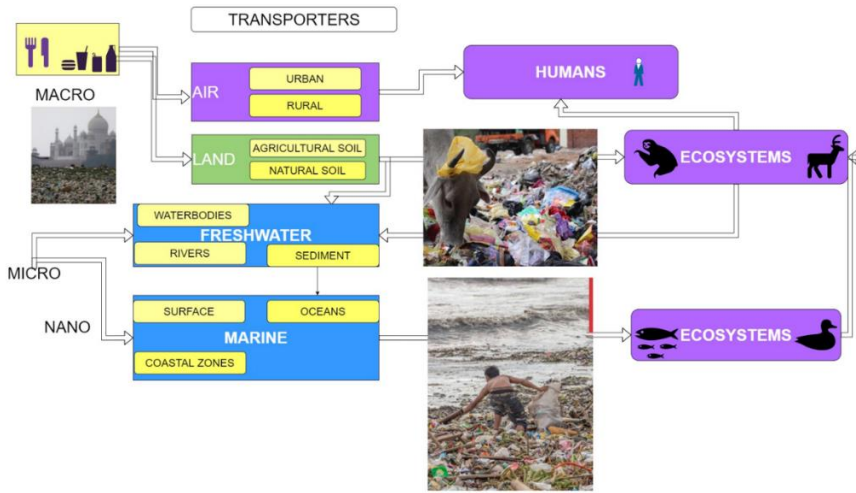 TRANSPORTERS
MACRO
AIR
URBAN
RURAL
HUMANS
LAND
AGRICULTURAL SOIL
NATURAL SOIL
ECOSYSTEMS
WATERBODIES
FRESHWATER
RIVERS
SEDIMENT
MICRO
NANO
SURFACE
OCEANS
MARINE
COASTAL ZONES
ECOSYSTEMS